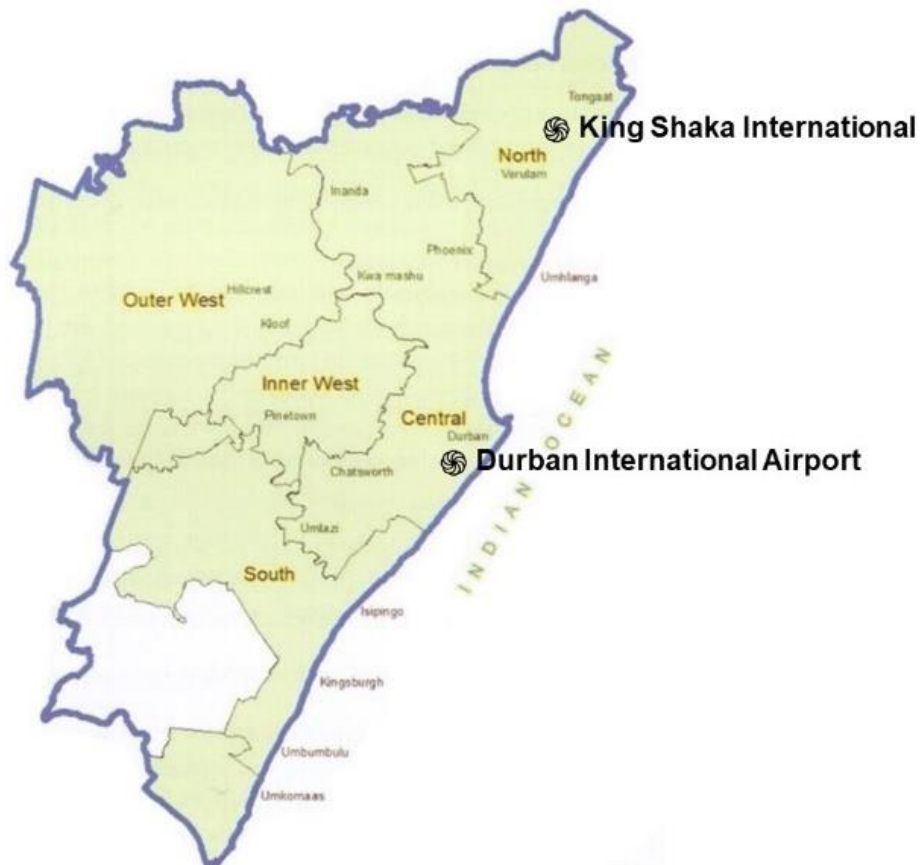 Tongaat
King Shaka International
North
Verulam
Inanda
Phoenix
Kwa mashu
Umhlanga
Outer West
Hillcrest
Kloof
Inner West
Pinetown
Central
Durban
Durban International Airport
Chatsworth
INDIAN OCEAN
Umlazi
South
Isipingo
Kingsburgh
Umbumbulu
Umkomaas